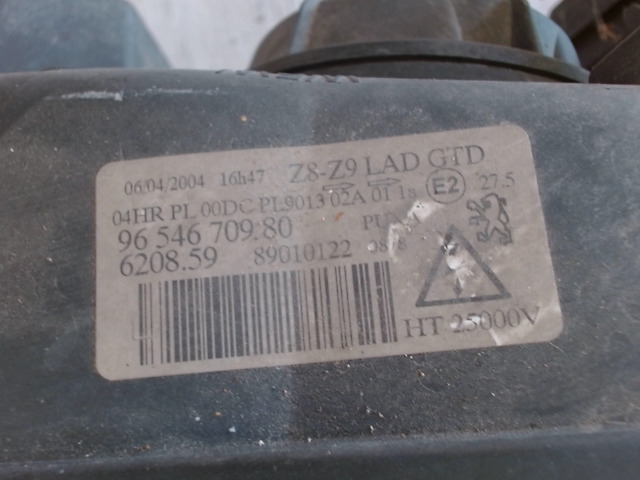 06/04/2004 16h47 Z8-Z9 LAD GTD
04HR PL 00DC PL9013 02A 01 1a E2 27.5
96 546 709.80
6208.59 89010122
HT 25000V